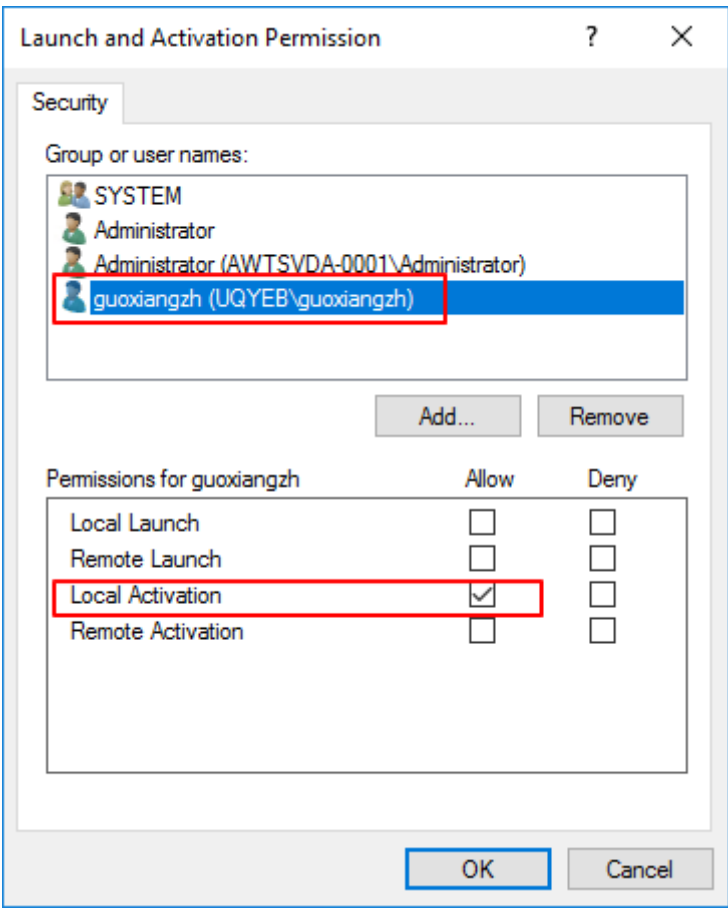 Launch and Activation Permission ? X
Security
Group or user names:
SYSTEM
Administrator
Administrator (AWTSVDA-0001\Administrator)
guoxiangzh (UQYEB\guoxiangzh)
Add... Remove
Permissions for guoxiangzh Allow Deny
Local Launch
Remote Launch
Local Activation
Remote Activation
OK Cancel